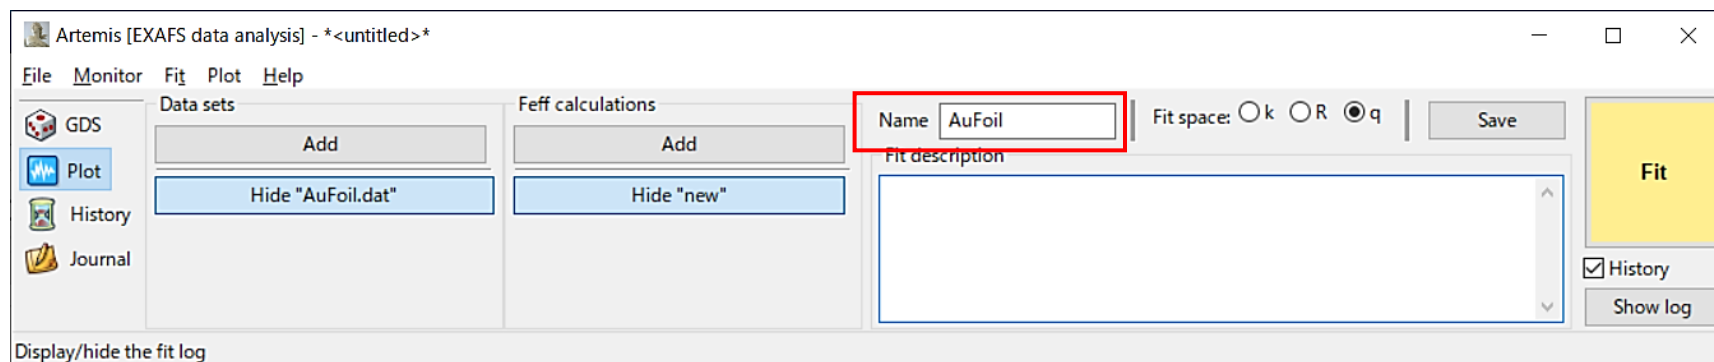 Artemis [EXAFS data analysis] - *<untitled>*
File Monitor Fit Plot Help
GDS
Plot
History
Journal
Data sets
Add
Hide "AuFoil.dat"
Feff calculations
Add
Hide "new"
Name AuFoil
Fit space: k R q
Save
Fit description
Fit
History
Show log
Display/hide the fit log